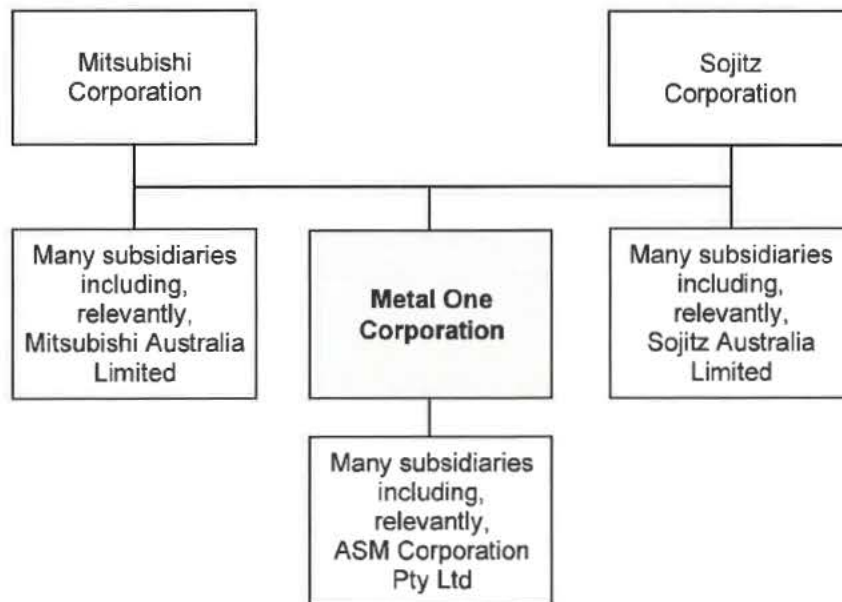 Mitsubishi
Corporation
Sojitz
Corporation
Many subsidiaries
including,
relevantly,
Mitsubishi Australia
Limited
Metal One
Corporation
Many subsidiaries
including,
relevantly,
Sojitz Australia
Limited
Many subsidiaries
including,
relevantly,
ASM Corporation
Pty Ltd